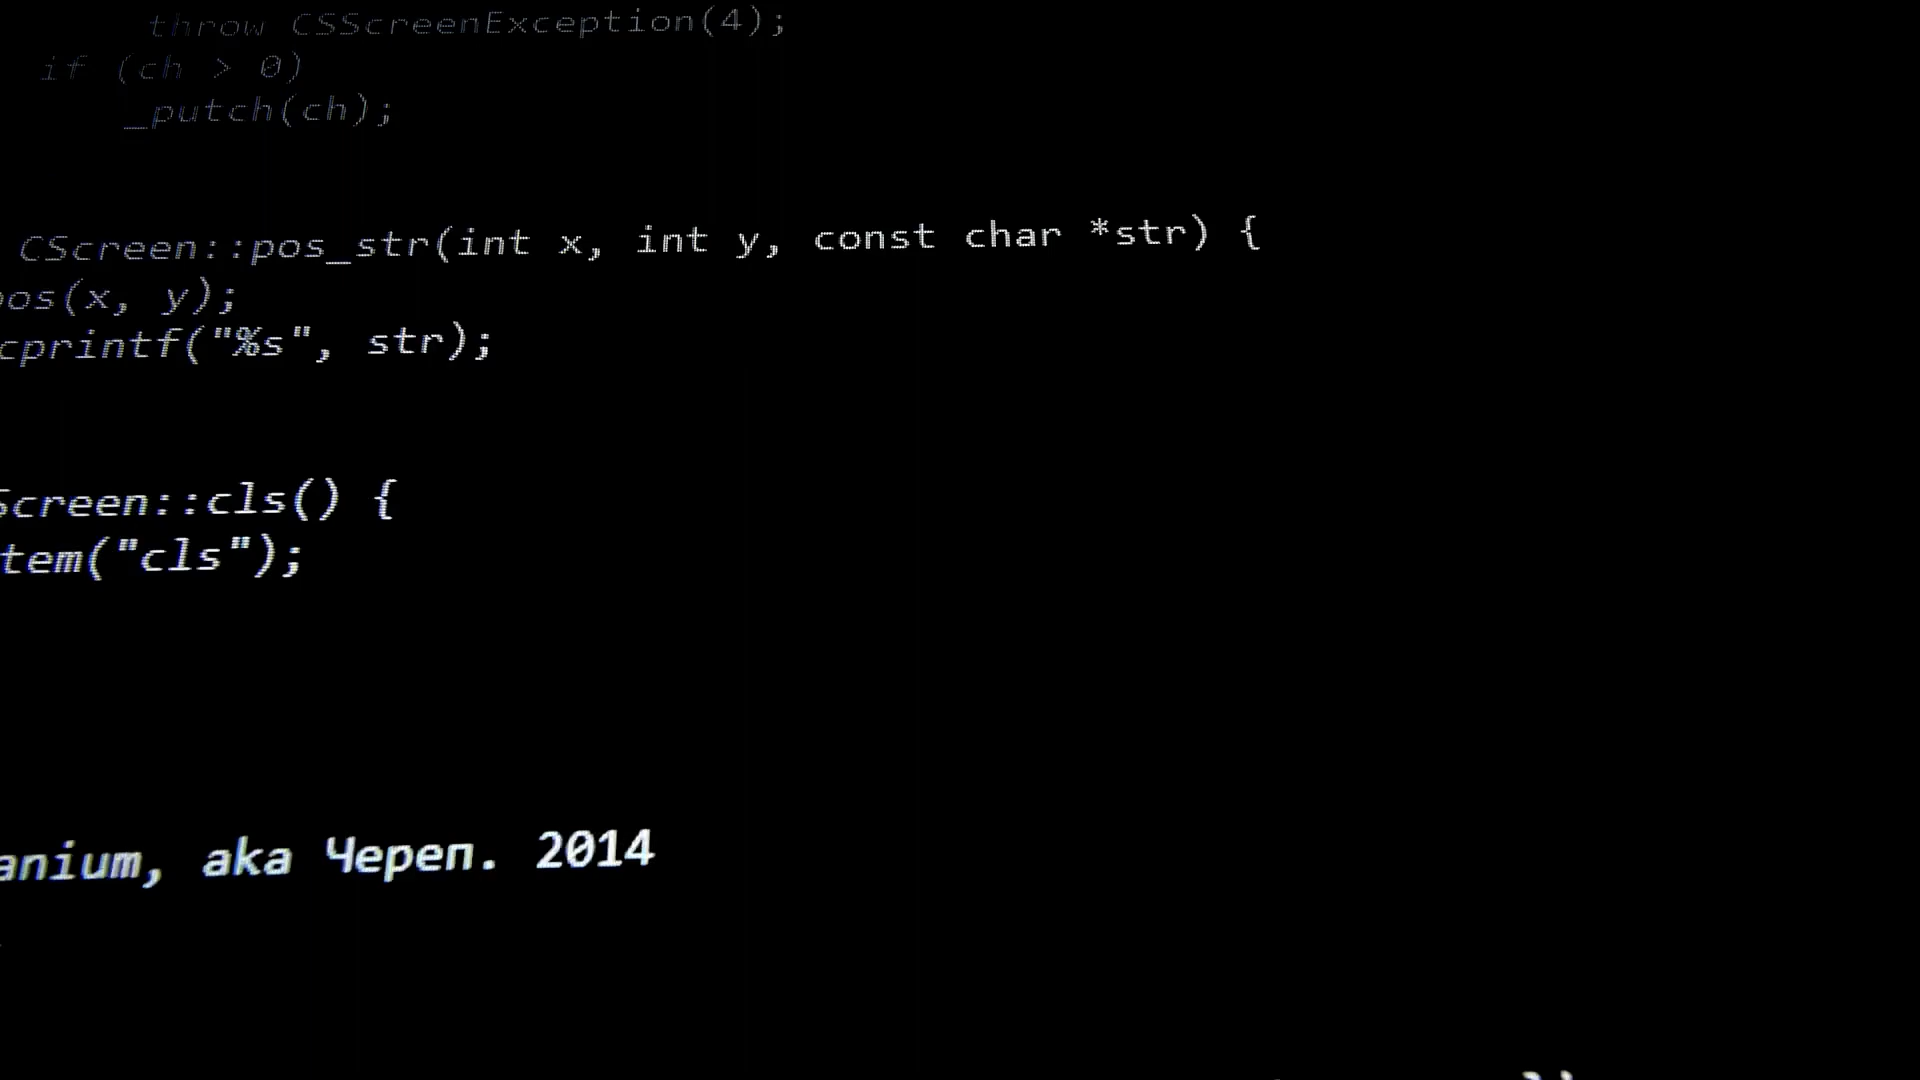 throw CSScreenException(4);
if (ch > 0)
_putch(ch);
CScreen::pos_str(int x, int y, const char *str) {
pos(x, y);
cprintf("%s", str);
Screen::cls() {
tem("cls");
anium, aka Череп. 2014